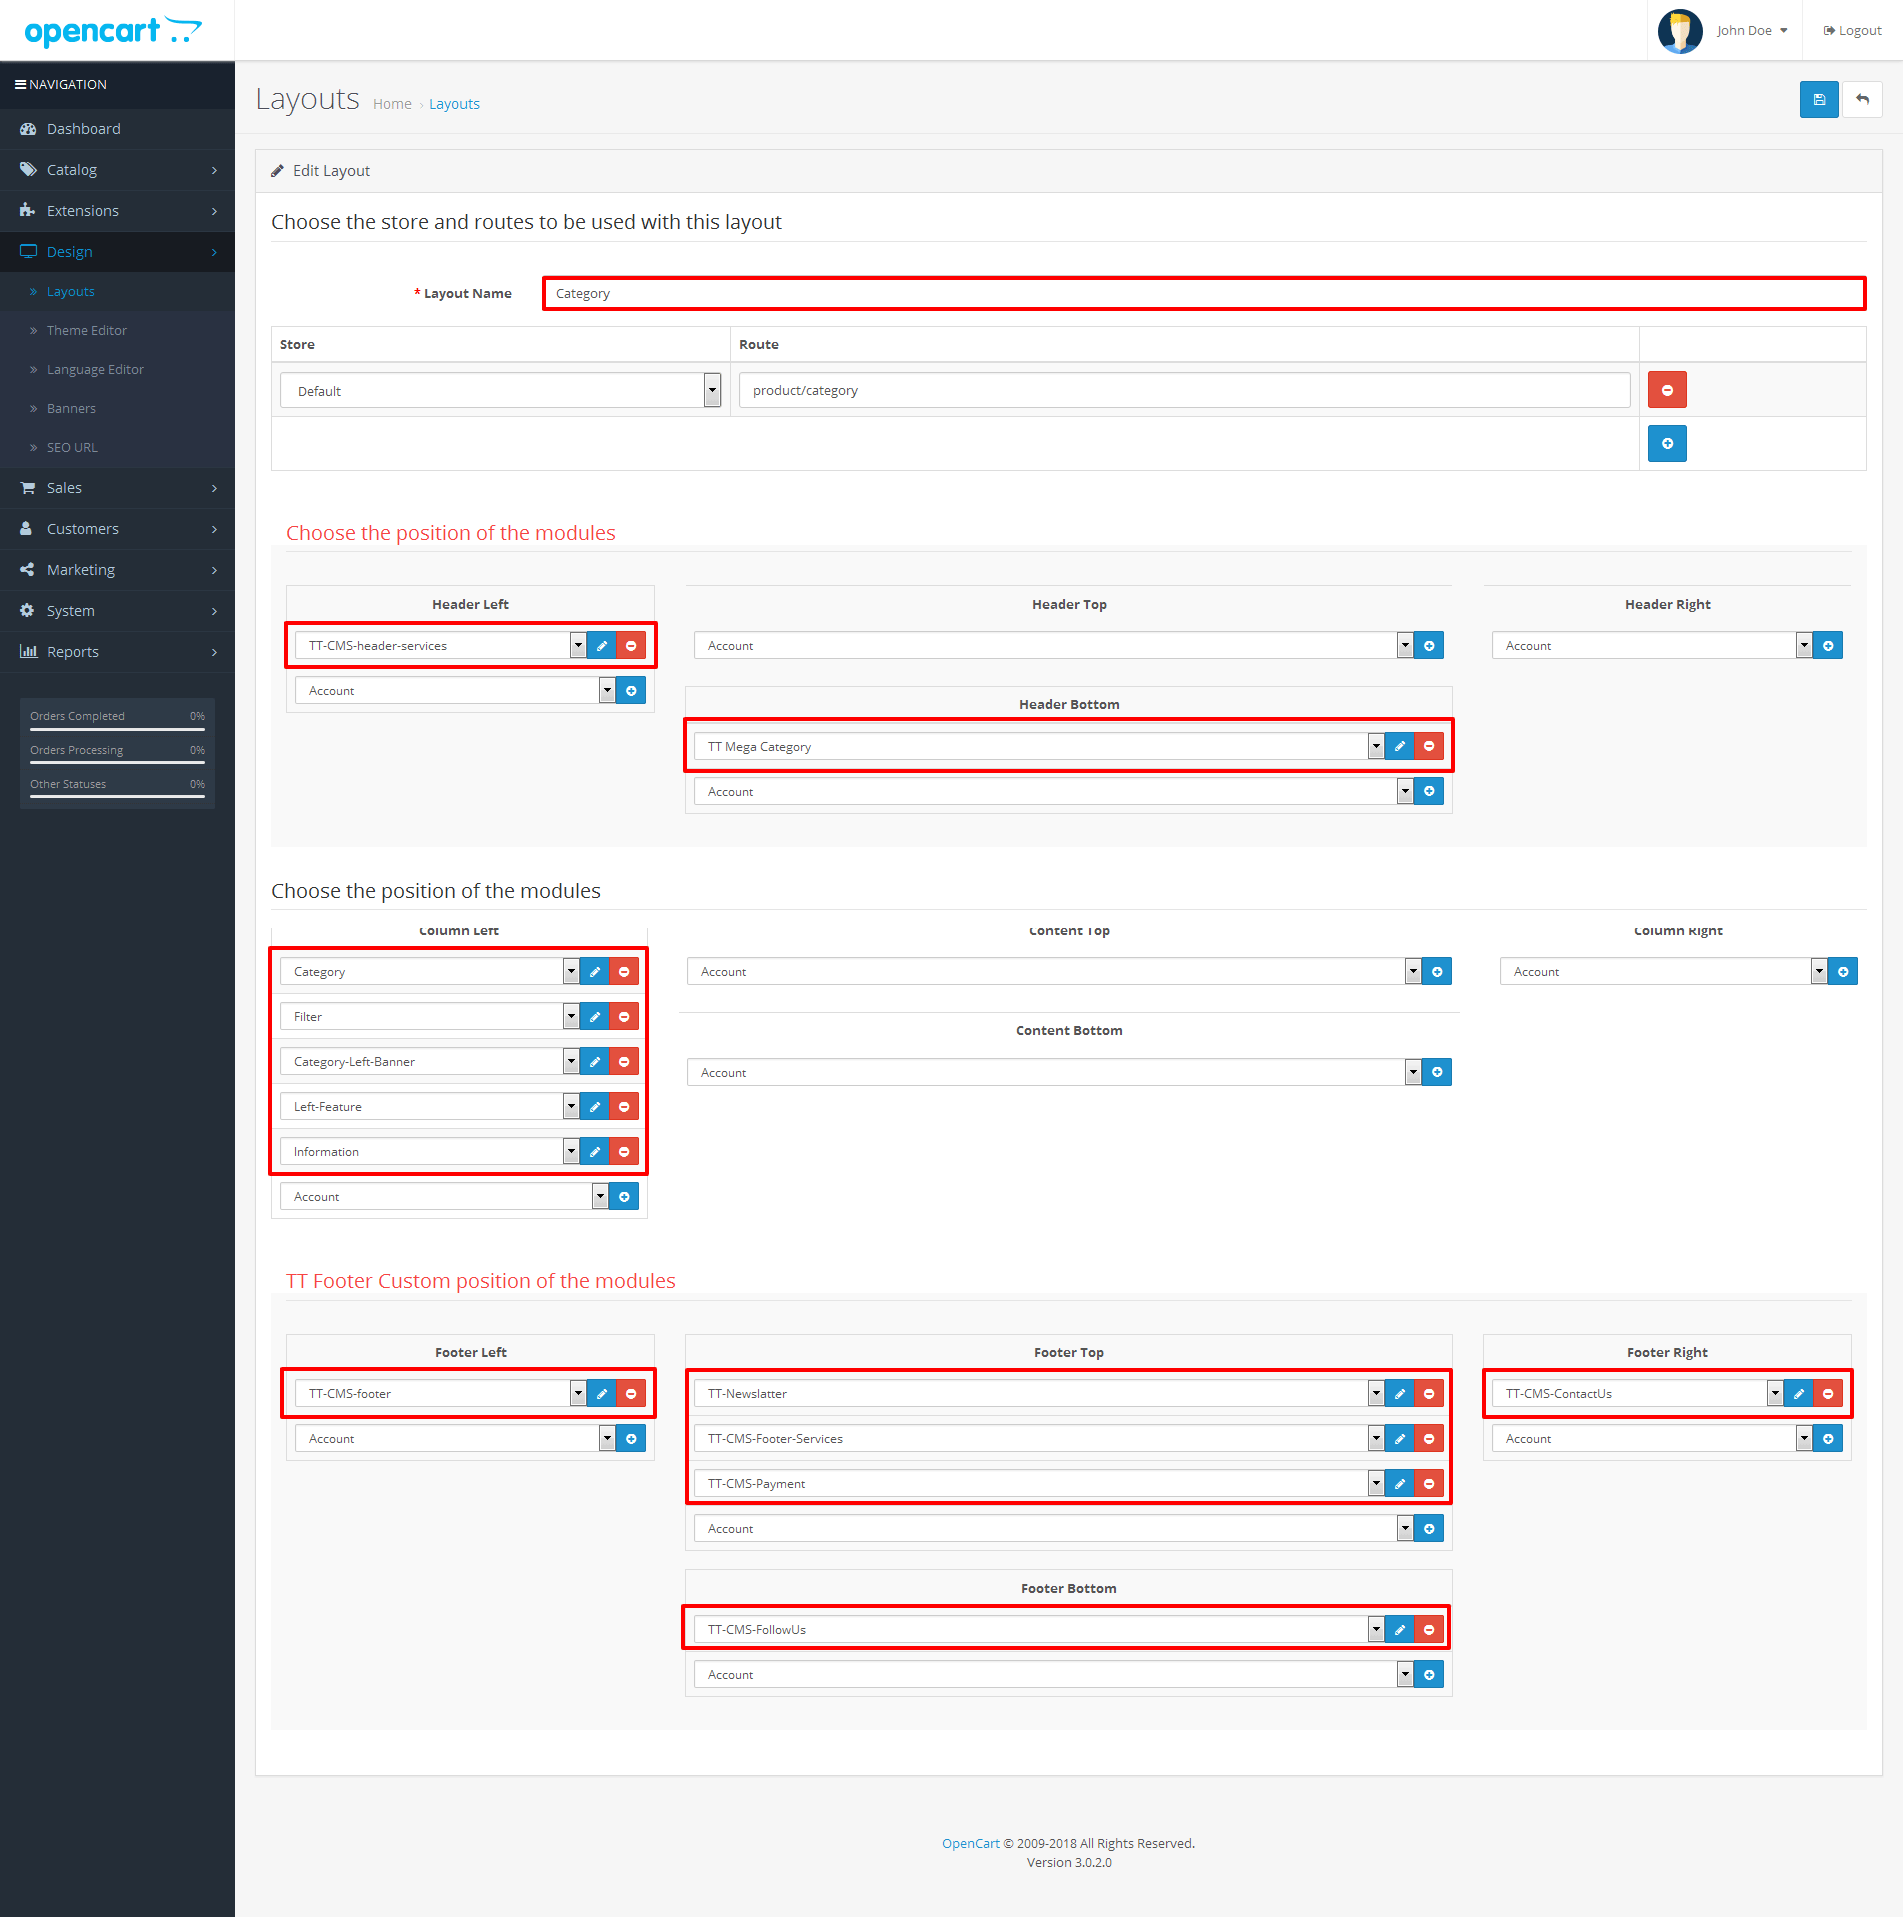 opencart
John Doe
Logout
NAVIGATION
Dashboard
Catalog
Extensions
Design
Layouts
Theme Editor
Language Editor
Banners
SEO URL
Sales
Customers
Marketing
System
Reports
Orders Completed 0%
Orders Processing 0%
Other Statuses 0%
Layouts Home › Layouts
Edit Layout
Choose the store and routes to be used with this layout
* Layout Name Category
Store Route
Default product/category
Choose the position of the modules
Header Left Header Top Header Right
TT-CMS-header-services Account Account
Account
Header Bottom
TT Mega Category
Account
Choose the position of the modules
Column Left Content Top Column Right
Category Account Account
Filter
Content Bottom
Category-Left-Banner Account
Left-Feature
Information
Account
TT Footer Custom position of the modules
Footer Left Footer Top Footer Right
TT-CMS-footer TT-Newslatter TT-CMS-ContactUs
Account TT-CMS-Footer-Services Account
TT-CMS-Payment
Account
Footer Bottom
TT-CMS-FollowUs
Account
OpenCart © 2009-2018 All Rights Reserved.
Version 3.0.2.0